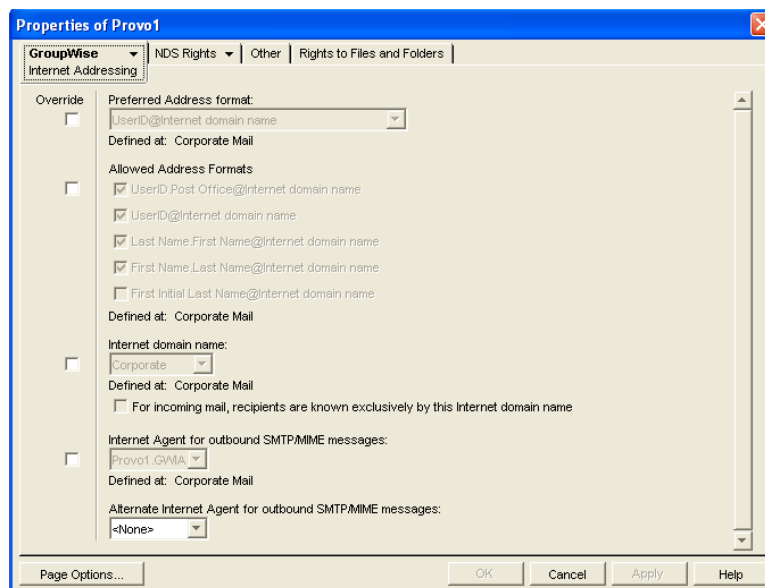 Properties of Provo1
GroupWise NDS Rights Other Rights to Files and Folders
Internet Addressing
Override Preferred Address format:
UserID@Internet domain name
Defined at: Corporate Mail
Allowed Address Formats
UserID.Post Office@Internet domain name
UserID@Internet domain name
Last Name.First Name@Internet domain name
First Name.Last Name@Internet domain name
First Initial Last Name@Internet domain name
Defined at: Corporate Mail
Internet domain name:
Corporate
Defined at: Corporate Mail
For incoming mail, recipients are known exclusively by this Internet domain name
Internet Agent for outbound SMTP/MIME messages:
Provo1.GWIA
Defined at: Corporate Mail
Alternate Internet Agent for outbound SMTP/MIME messages:
<None>
Page Options... OK Cancel Apply Help